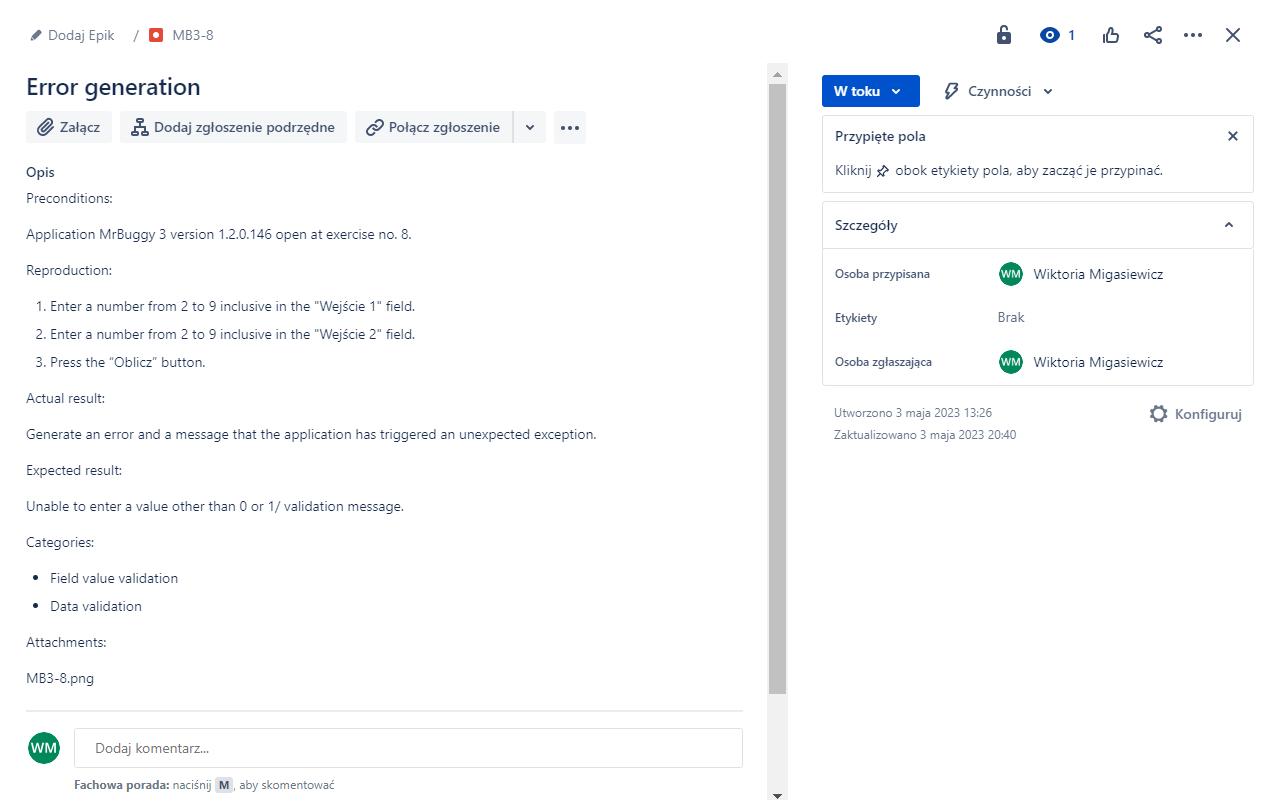 Dodaj Epik / MB3-8
1
Error generation
Załącz
Dodaj zgłoszenie podrzędne
Połącz zgłoszenie
Opis
Preconditions:
Application MrBuggy 3 version 1.2.0.146 open at exercise no. 8.
Reproduction:
1. Enter a number from 2 to 9 inclusive in the "Wejście 1" field.
2. Enter a number from 2 to 9 inclusive in the "Wejście 2" field.
3. Press the “Oblicz” button.
Actual result:
Generate an error and a message that the application has triggered an unexpected exception.
Expected result:
Unable to enter a value other than 0 or 1/ validation message.
Categories:
• Field value validation
• Data validation
Attachments:
MB3-8.png
WM
Dodaj komentarz...
Fachowa porada: naciśnij M, aby skomentować
W toku
Czynności
Przypięte pola
Kliknij obok etykiety pola, aby zacząć je przypinać.
Szczegóły
Osoba przypisana WM Wiktoria Migasiewicz
Etykiety Brak
Osoba zgłaszająca WM Wiktoria Migasiewicz
Utworzono 3 maja 2023 13:26
Konfiguruj
Zaktualizowano 3 maja 2023 20:40